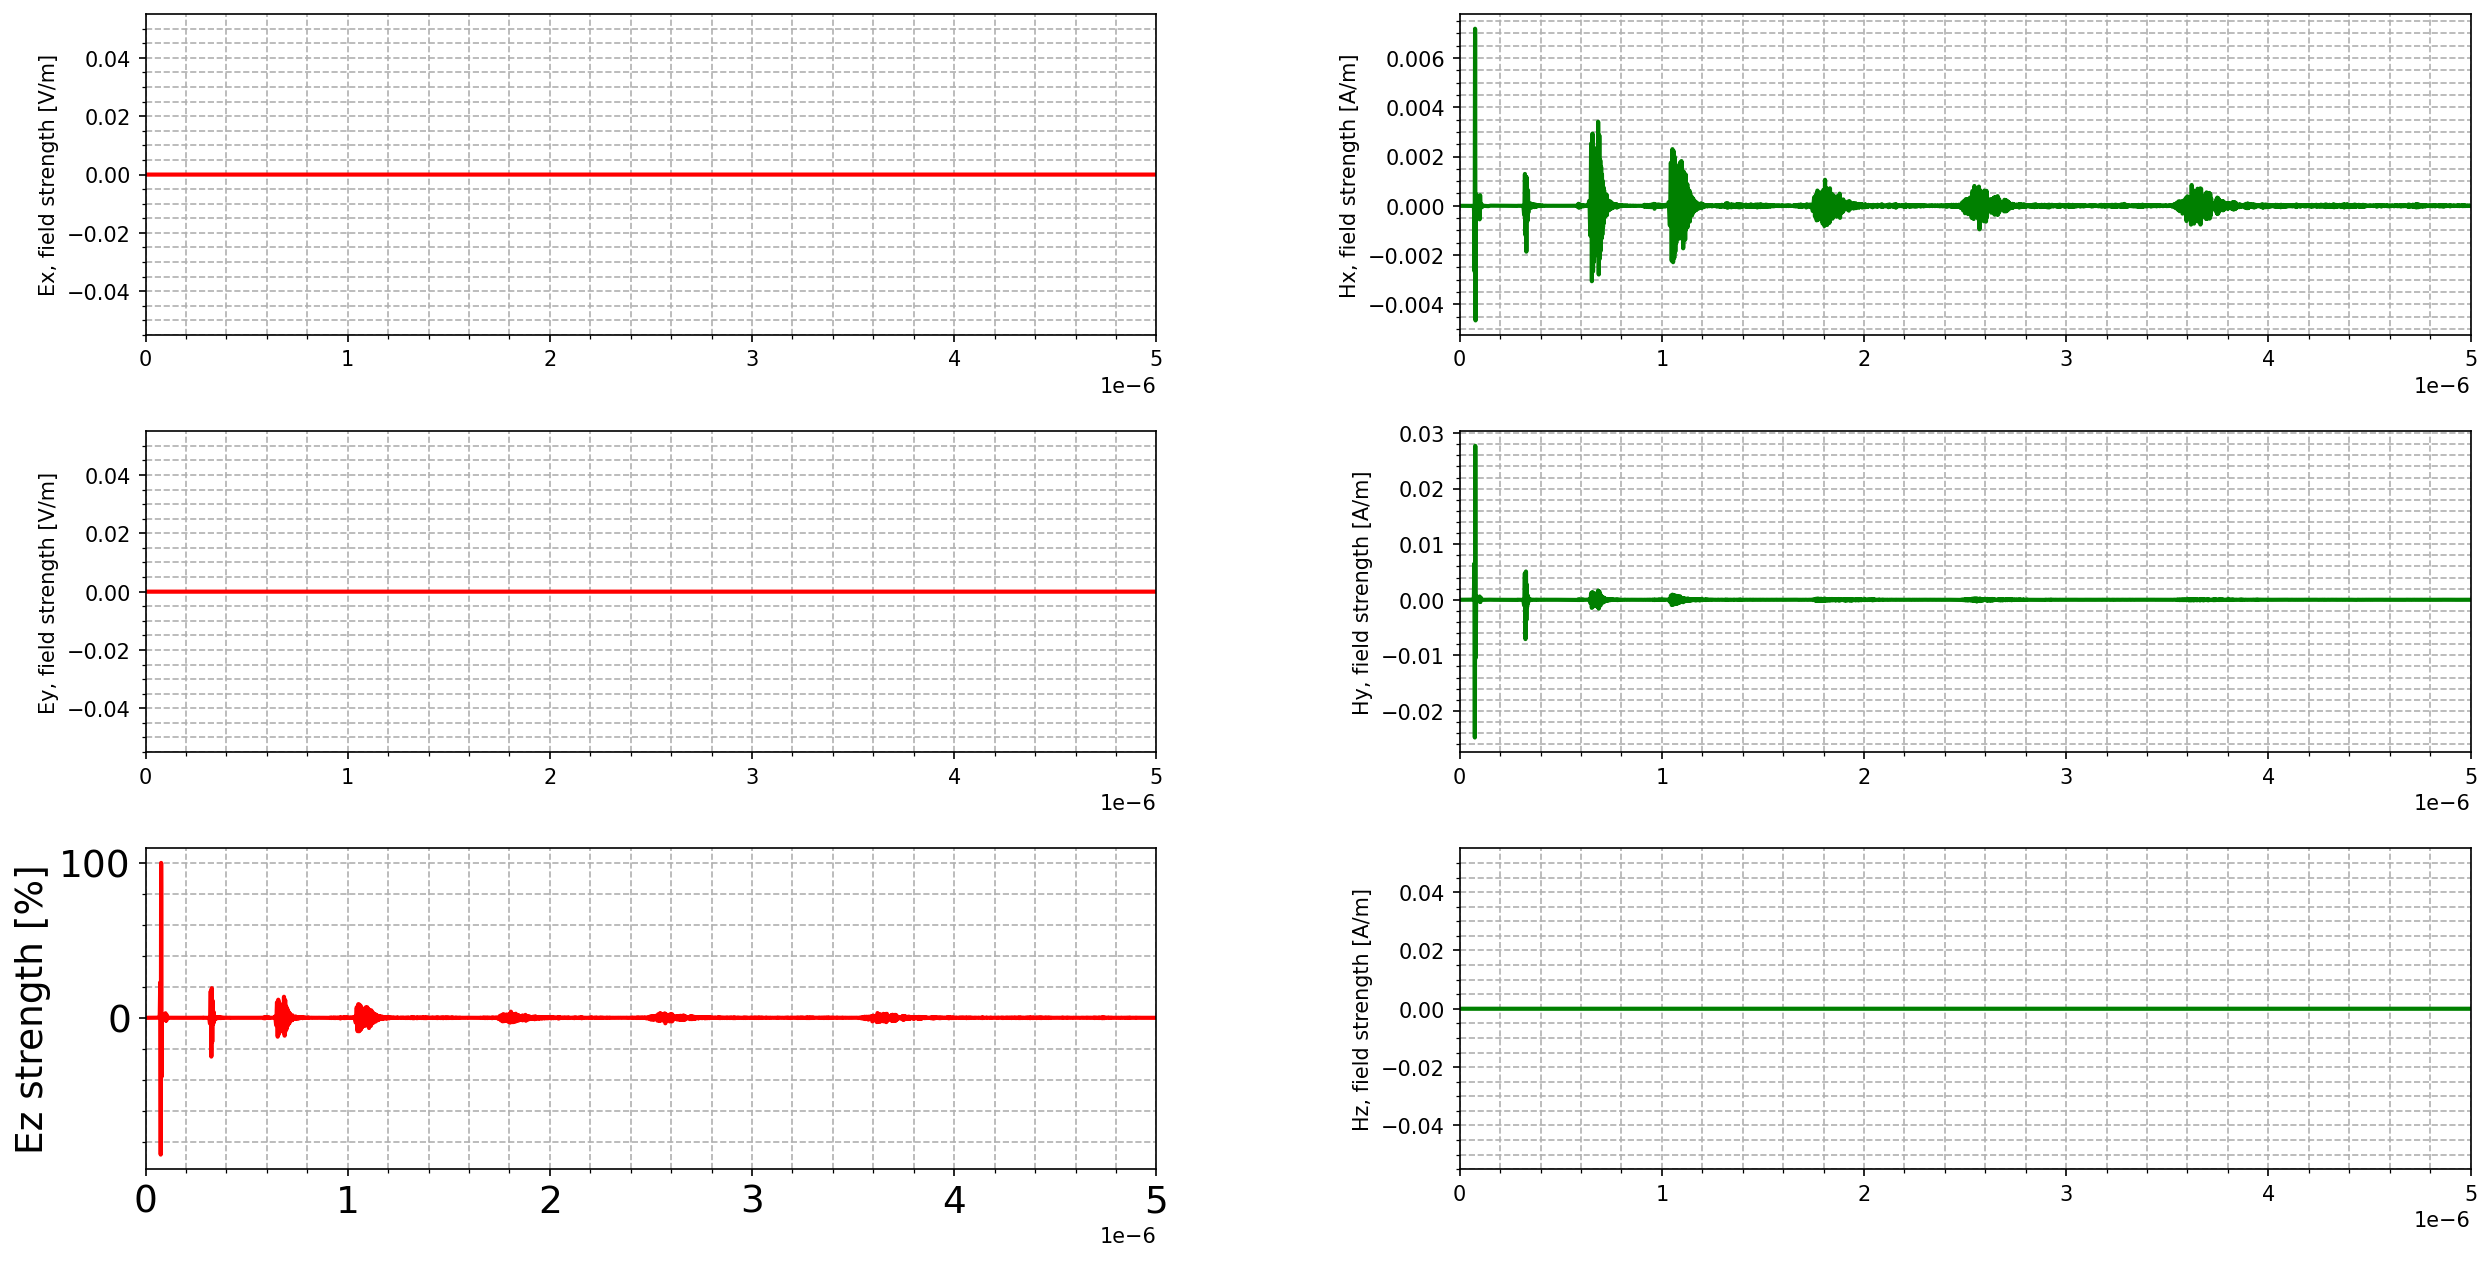 Ex, field strength [V/m]
0.04
0.02
0.00
−0.02
−0.04
0 1 2 3 4 5
1e−6
Hx, field strength [A/m]
0.006
0.004
0.002
0.000
−0.002
−0.004
0 1 2 3 4 5
1e−6
Ey, field strength [V/m]
0.04
0.02
0.00
−0.02
−0.04
0 1 2 3 4 5
1e−6
Hy, field strength [A/m]
0.03
0.02
0.01
0.00
−0.01
−0.02
0 1 2 3 4 5
1e−6
Ez strength [%]
100
0
0 1 2 3 4 5
1e−6
Hz, field strength [A/m]
0.04
0.02
0.00
−0.02
−0.04
0 1 2 3 4 5
1e−6